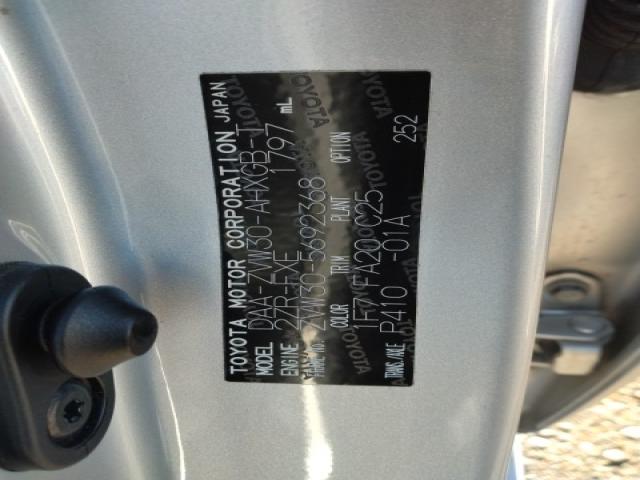 TOYOTA MOTOR CORPORATION JAPAN
MODEL DAA-ZVW30-AHXGB-T
ENGINE 2ZR-FXE 1797 mL
FRAME NO. ZVW30-5692368
COLOR TRIM PLANT OPTION
1F7 FA20 C25
TRANS./AXLE P410 -01A 252